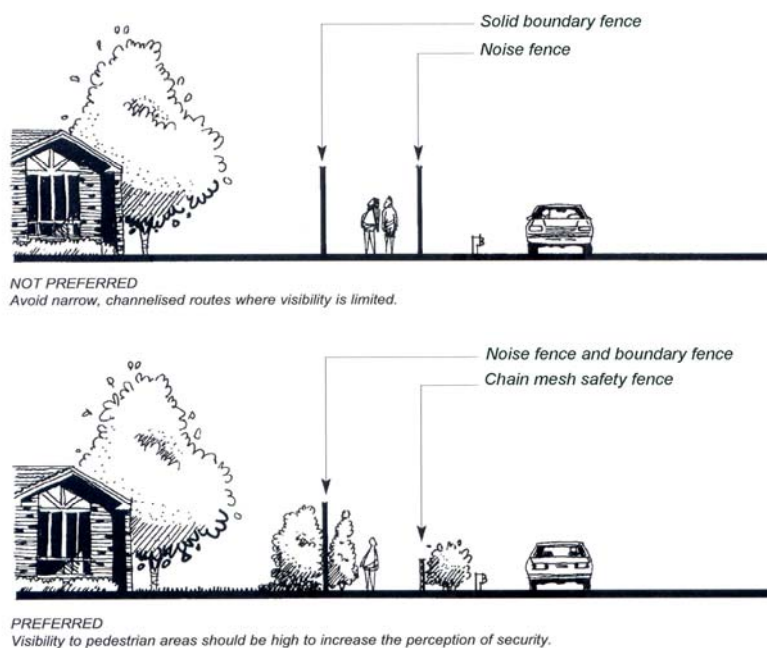 Solid boundary fence
Noise fence
NOT PREFERRED
Avoid narrow, channelised routes where visibility is limited.
Noise fence and boundary fence
Chain mesh safety fence
PREFERRED
Visibility to pedestrian areas should be high to increase the perception of security.